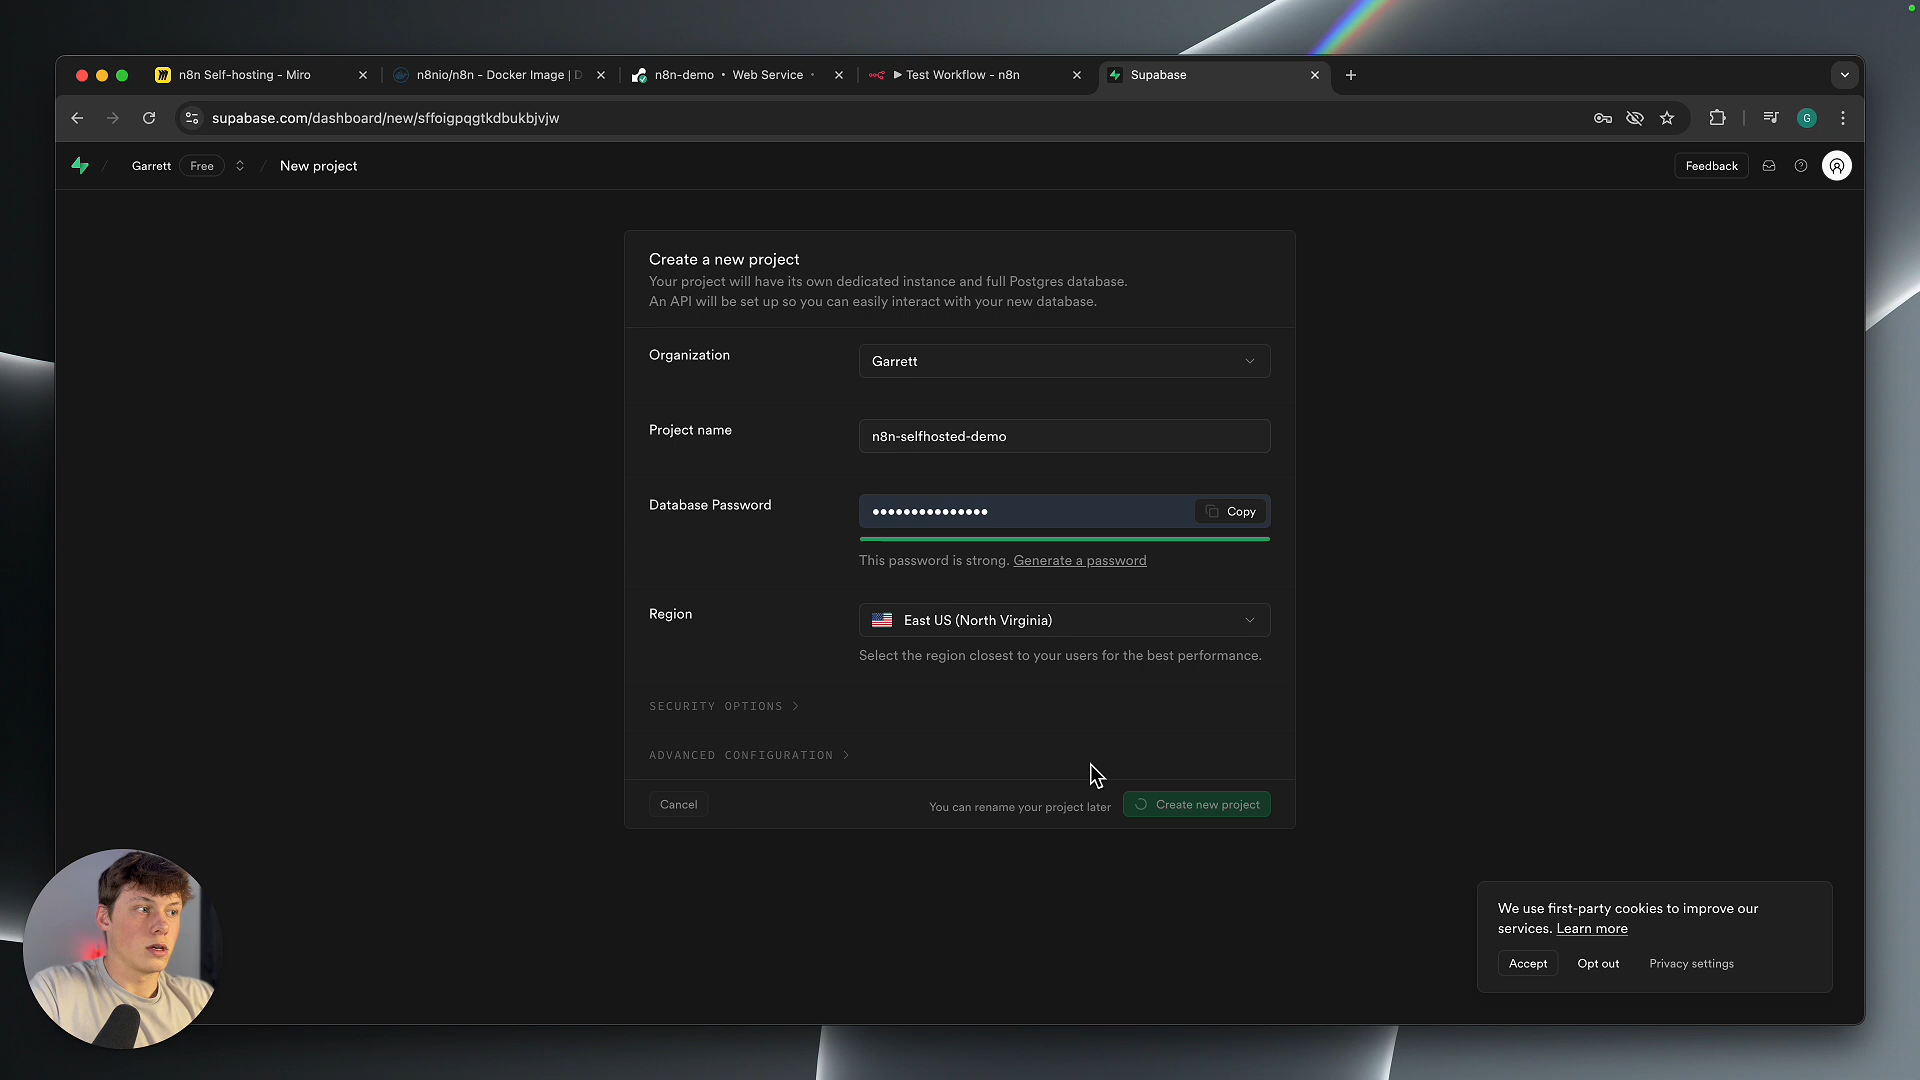 n8n Self-hosting - Miro
n8nio/n8n - Docker Image | D
n8n-demo • Web Service •
▶ Test Workflow - n8n
Supabase
supabase.com/dashboard/new/sffoigpqgtkdbukbjvjw
G
Garrett
Free
New project
Feedback
Create a new project
Your project will have its own dedicated instance and full Postgres database.
An API will be set up so you can easily interact with your new database.
Organization
Garrett
Project name
n8n-selfhosted-demo
Database Password
•••••••••••••••
Copy
This password is strong. Generate a password
Region
East US (North Virginia)
Select the region closest to your users for the best performance.
SECURITY OPTIONS
ADVANCED CONFIGURATION
Cancel
You can rename your project later
Create new project
We use first-party cookies to improve our
services. Learn more
Accept
Opt out
Privacy settings